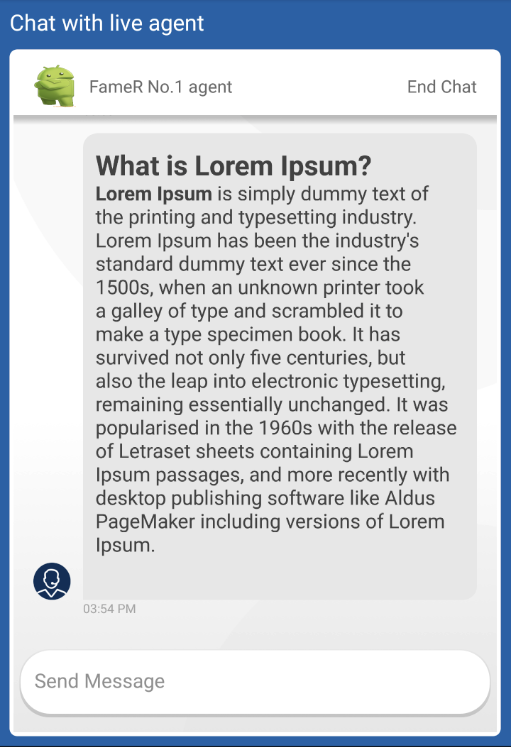 Chat with live agent
FameR No.1 agent
End Chat
What is Lorem Ipsum?
Lorem Ipsum is simply dummy text of
the printing and typesetting industry.
Lorem Ipsum has been the industry's
standard dummy text ever since the
1500s, when an unknown printer took
a galley of type and scrambled it to
make a type specimen book. It has
survived not only five centuries, but
also the leap into electronic typesetting,
remaining essentially unchanged. It was
popularised in the 1960s with the release
of Letraset sheets containing Lorem
Ipsum passages, and more recently with
desktop publishing software like Aldus
PageMaker including versions of Lorem
Ipsum.
03:54 PM
Send Message